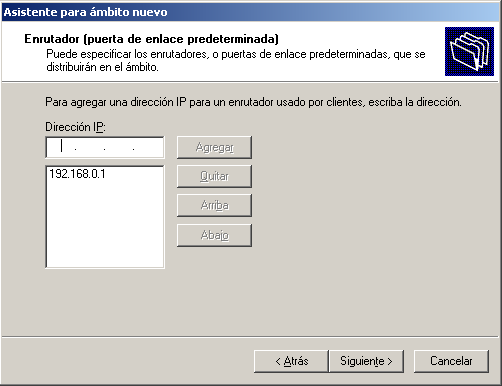 Asistente para ámbito nuevo
Enrutador (puerta de enlace predeterminada)
Puede especificar los enrutadores, o puertas de enlace predeterminadas, que se
distribuirán en el ámbito.
Para agregar una dirección IP para un enrutador usado por clientes, escriba la dirección.
Dirección IP:
. . .
Agregar
192.168.0.1
Quitar
Arriba
Abajo
< Atrás
Siguiente >
Cancelar